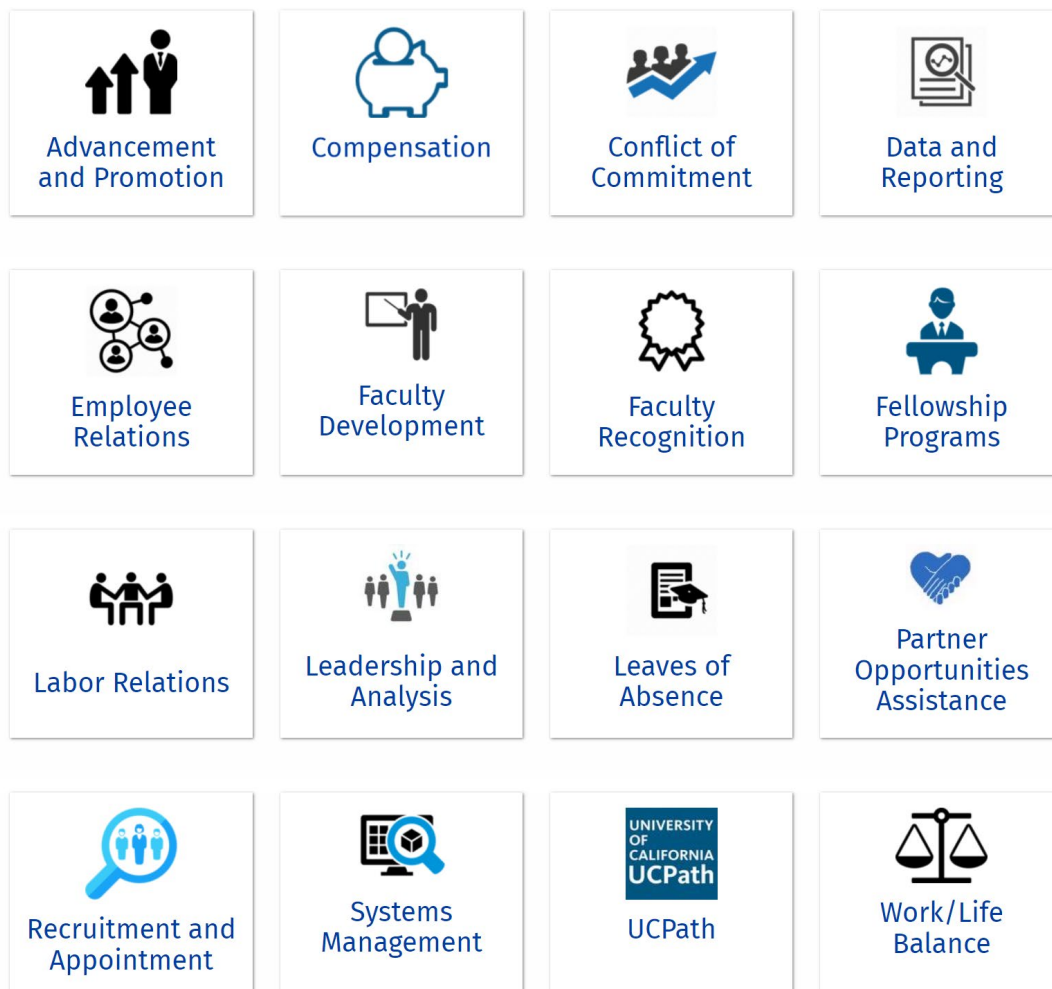 Advancement
and Promotion
Compensation
Conflict of
Commitment
Data and
Reporting
Employee
Relations
Faculty
Development
Faculty
Recognition
Fellowship
Programs
Labor Relations
Leadership and
Analysis
Leaves of
Absence
Partner
Opportunities
Assistance
Recruitment and
Appointment
Systems
Management
UNIVERSITY
OF
CALIFORNIA
UCPath
UCPath
Work/Life
Balance